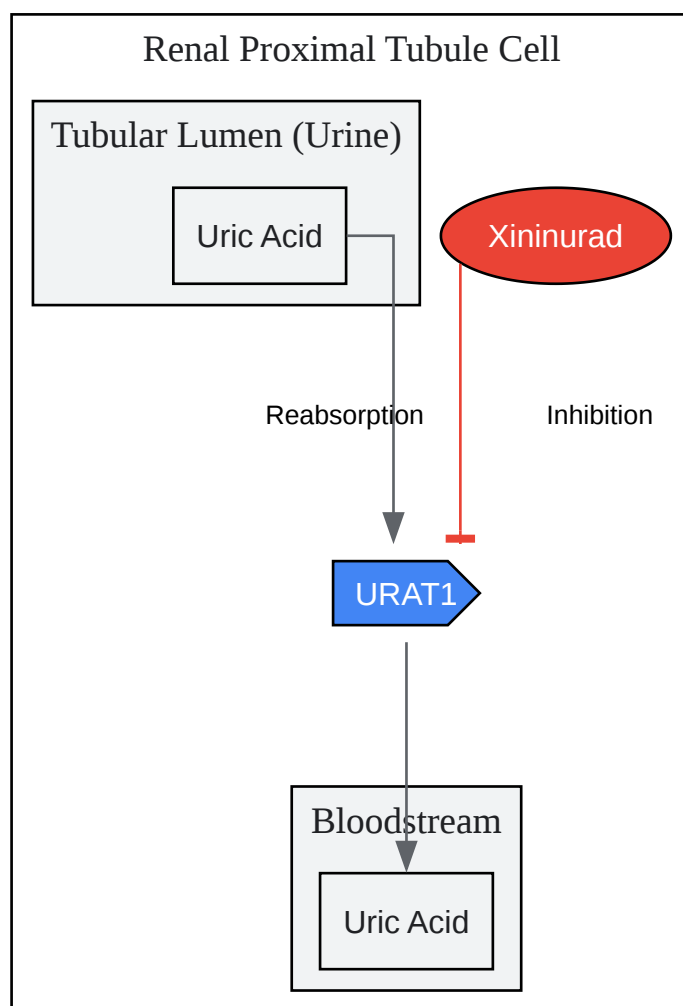 Renal Proximal Tubule Cell
Tubular Lumen (Urine)
Uric Acid
Xininurad
Reabsorption
Inhibition
URAT1
Bloodstream
Uric Acid